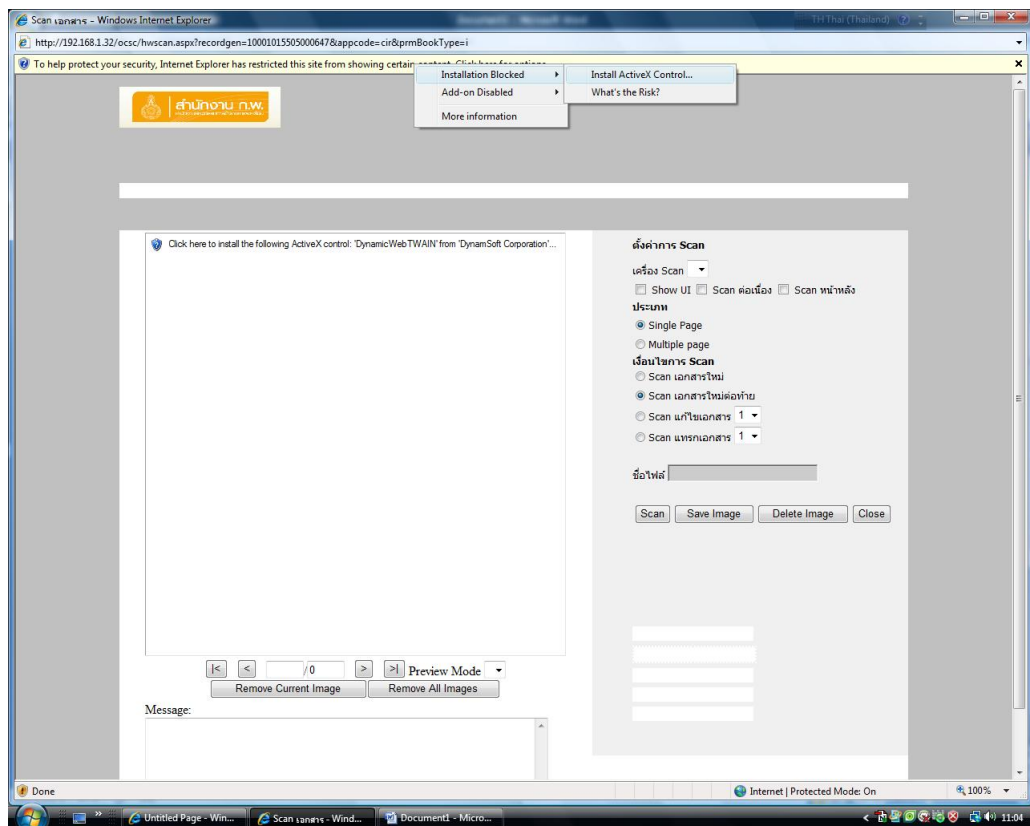 Scan เอกสาร - Windows Internet Explorer
TH Thai (Thailand)
http://192.168.1.32/ocsc/hwscan.aspx?recordgen=10001015505000647&appcode=cir&prmBookType=i
To help protect your security, Internet Explorer has restricted this site from showing certain content. Click here for options...
Installation Blocked
Install ActiveX Control...
Add-on Disabled
What's the Risk?
More information
สำนักงาน ก.พ.
Click here to install the following ActiveX control: 'DynamicWebTWAIN' from 'DynamSoft Corporation'...
ตั้งค่าการ Scan
เครื่อง Scan
Show UI Scan ต่อเนื่อง Scan หน้าหลัง
ประเภท
Single Page
Multiple page
เงื่อนไขการ Scan
Scan เอกสารใหม่
Scan เอกสารใหม่ต่อท้าย
Scan แก้ไขเอกสาร 1
Scan แทรกเอกสาร 1
ชื่อไฟล์
Scan Save Image Delete Image Close
|< < /0 > >| Preview Mode
Remove Current Image Remove All Images
Message:
Done
Internet | Protected Mode: On
100%
Untitled Page - Win...
Scan เอกสาร - Wind...
Document1 - Micro...
11:04